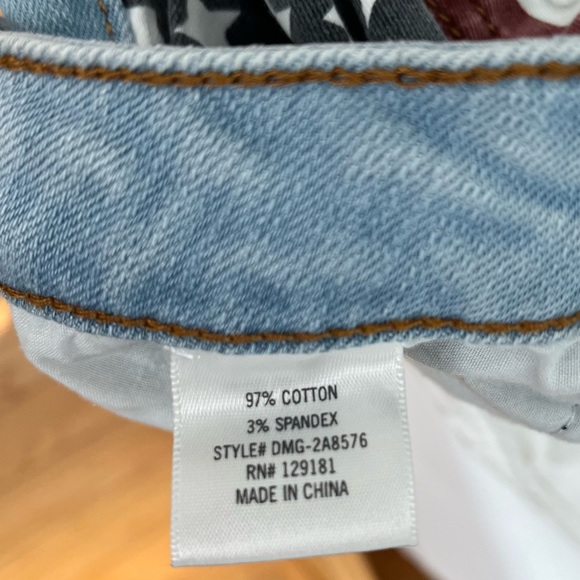 97% COTTON
3% SPANDEX
STYLE# DMG-2A8576
RN# 129181
MADE IN CHINA